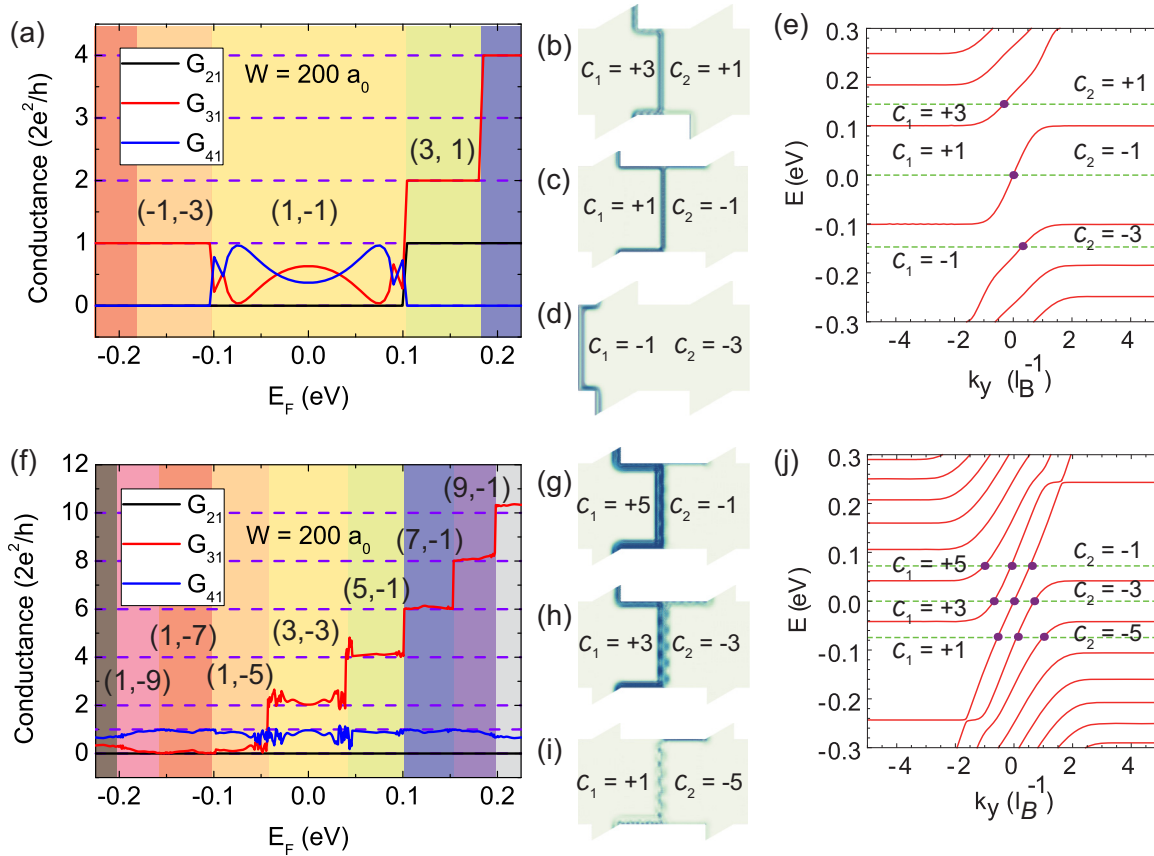 (a)
Conductance (2e²/h)
4
3
2
1
0
G₂₁
G₃₁
G₄₁
W = 200 a₀
(3, 1)
(-1,-3)
(1,-1)
-0.2 -0.1 0.0 0.1 0.2
E_F (eV)
(b)
C₁ = +3 C₂ = +1
(c)
C₁ = +1 C₂ = -1
(d)
C₁ = -1 C₂ = -3
(e)
E (eV)
0.3
0.2
0.1
0.0
-0.1
-0.2
-0.3
C₂ = +1
C₁ = +3
C₁ = +1 C₂ = -1
C₂ = -3
C₁ = -1
-4 -2 0 2 4
k_y (l_B⁻¹)
(f)
Conductance (2e²/h)
12
10
8
6
4
2
0
G₂₁
G₃₁
G₄₁
W = 200 a₀
(9,-1)
(7,-1)
(5,-1)
(3,-3)
(1,-7)
(1,-9) (1,-5)
-0.2 -0.1 0.0 0.1 0.2
E_F (eV)
(g)
C₁ = +5 C₂ = -1
(h)
C₁ = +3 C₂ = -3
(i)
C₁ = +1 C₂ = -5
(j)
E (eV)
0.3
0.2
0.1
0.0
-0.1
-0.2
-0.3
C₁ = +5 C₂ = -1
C₁ = +3 C₂ = -3
C₁ = +1 C₂ = -5
-4 -2 0 2 4
k_y (l_B⁻¹)